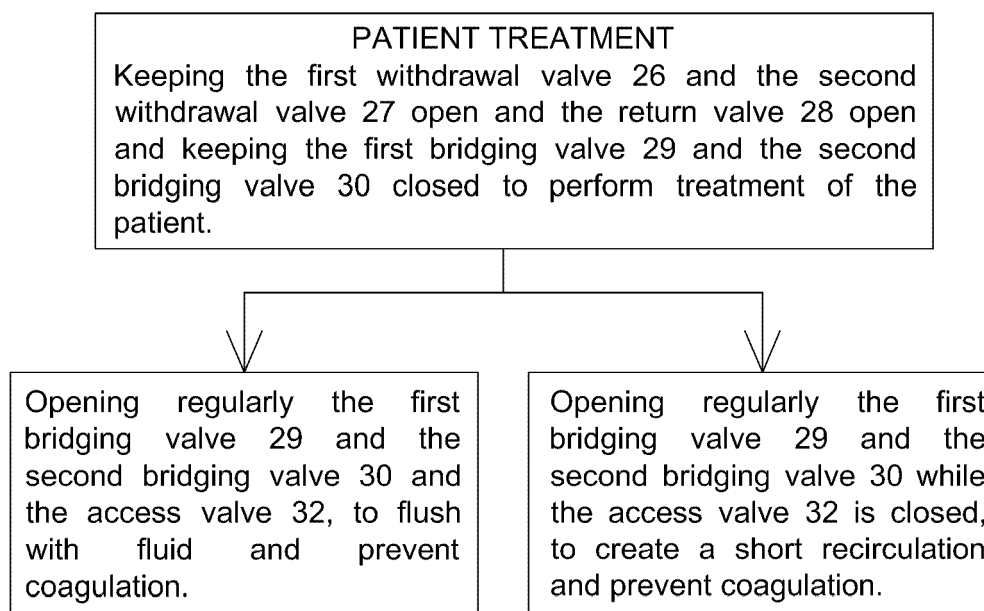 PATIENT TREATMENT
Keeping the first withdrawal valve 26 and the second
withdrawal valve 27 open and the return valve 28 open
and keeping the first bridging valve 29 and the second
bridging valve 30 closed to perform treatment of the
patient.
Opening regularly the first
bridging valve 29 and the
second bridging valve 30 and
the access valve 32, to flush
with fluid and prevent
coagulation.
Opening regularly the first
bridging valve 29 and the
second bridging valve 30 while
the access valve 32 is closed,
to create a short recirculation
and prevent coagulation.